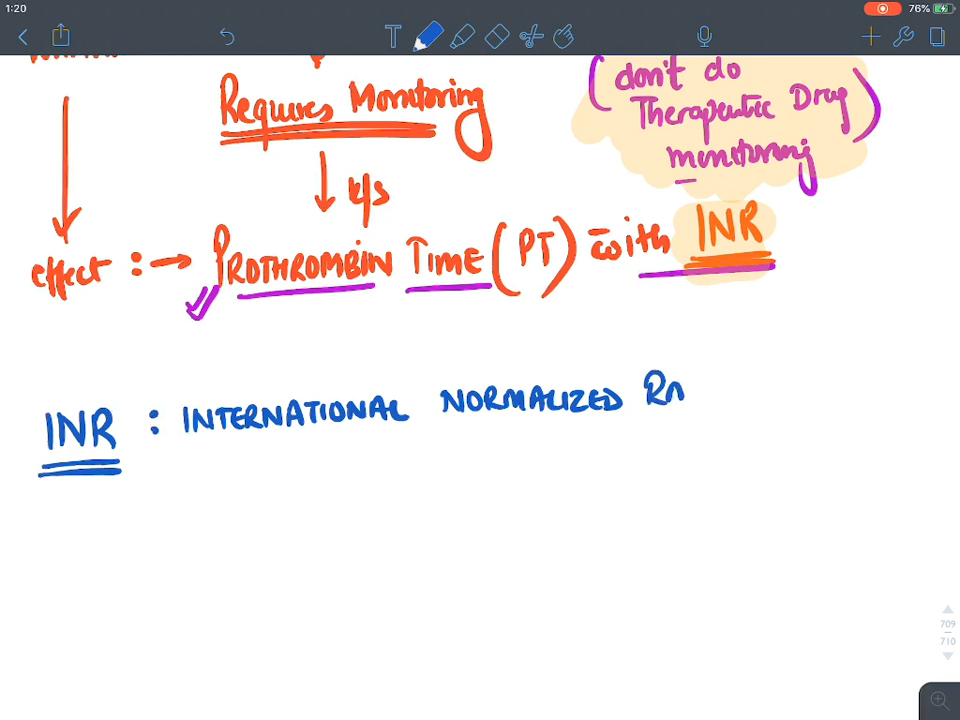 1:20
76%
T
(don't do
Requires Monitoring
Therapeutic Drug
monitoring)
effect :→ PROTHROMBIN TIME (PT) with INR
INR : INTERNATIONAL NORMALIZED Ra
709
710